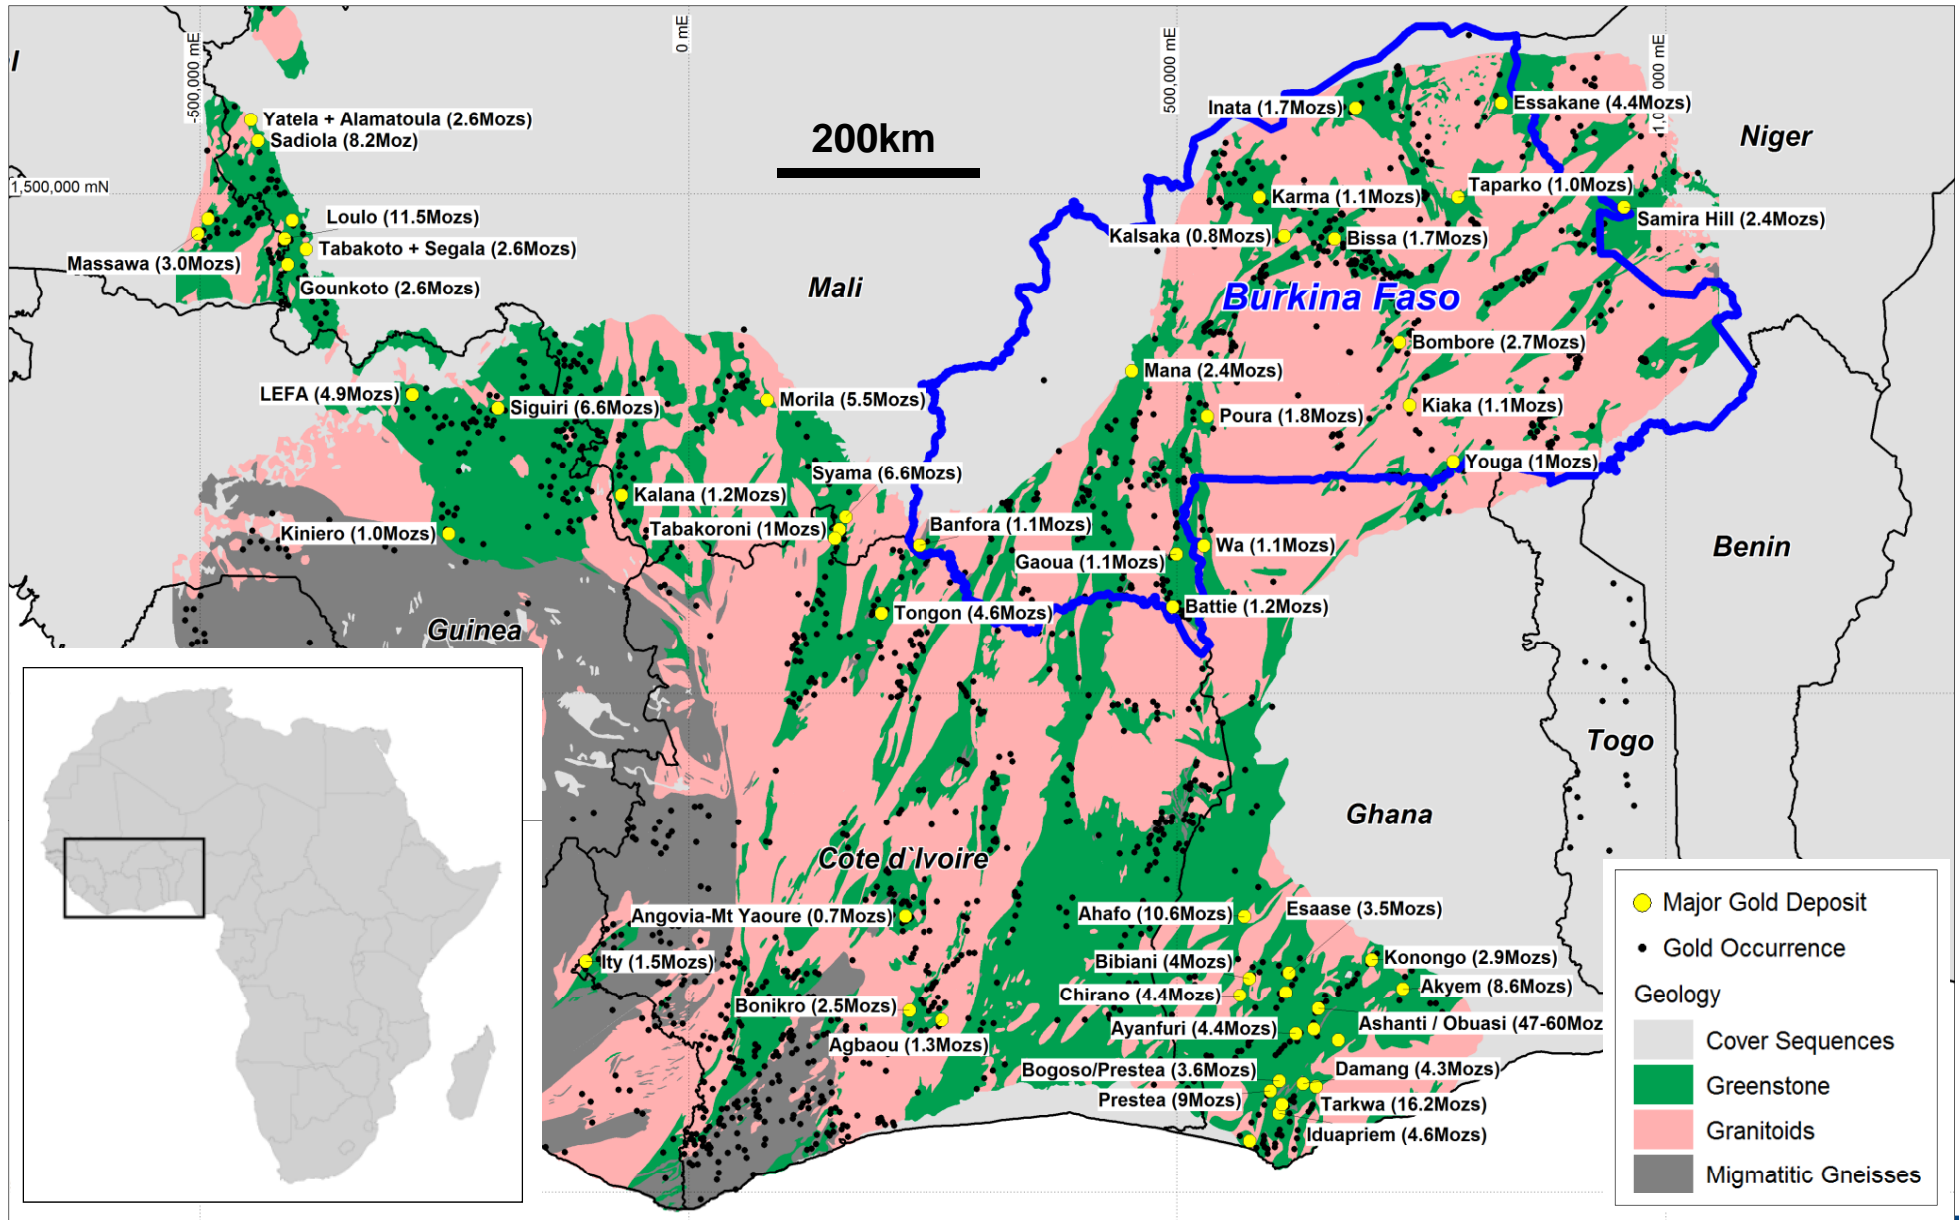 l
-500,000 mE
0 mE
500,000 mE
1,000,000 mE
1,500,000 mN
200km
Yatela + Alamatoula (2.6Mozs)
Sadiola (8.2Moz)
Loulo (11.5Mozs)
Tabakoto + Segala (2.6Mozs)
Massawa (3.0Mozs)
Gounkoto (2.6Mozs)
Inata (1.7Mozs)
Essakane (4.4Mozs)
Niger
Karma (1.1Mozs)
Taparko (1.0Mozs)
Samira Hill (2.4Mozs)
Kalsaka (0.8Mozs)
Bissa (1.7Mozs)
Mali
Burkina Faso
Bombore (2.7Mozs)
Mana (2.4Mozs)
LEFA (4.9Mozs)
Siguiri (6.6Mozs)
Morila (5.5Mozs)
Poura (1.8Mozs)
Kiaka (1.1Mozs)
Syama (6.6Mozs)
Youga (1Mozs)
Kalana (1.2Mozs)
Tabakoroni (1Mozs)
Banfora (1.1Mozs)
Kiniero (1.0Mozs)
Wa (1.1Mozs)
Gaoua (1.1Mozs)
Benin
Battie (1.2Mozs)
Tongon (4.6Mozs)
Guinea
Togo
Ghana
Cote d`Ivoire
Angovia-Mt Yaoure (0.7Mozs)
Ahafo (10.6Mozs)
Esaase (3.5Mozs)
Ity (1.5Mozs)
Bibiani (4Mozs)
Konongo (2.9Mozs)
Chirano (4.4Mozs)
Akyem (8.6Mozs)
Bonikro (2.5Mozs)
Ayanfuri (4.4Mozs)
Ashanti / Obuasi (47-60Moz
Agbaou (1.3Mozs)
Bogoso/Prestea (3.6Mozs)
Damang (4.3Mozs)
Prestea (9Mozs)
Tarkwa (16.2Mozs)
Iduapriem (4.6Mozs)
Major Gold Deposit
Gold Occurrence
Geology
Cover Sequences
Greenstone
Granitoids
Migmatitic Gneisses